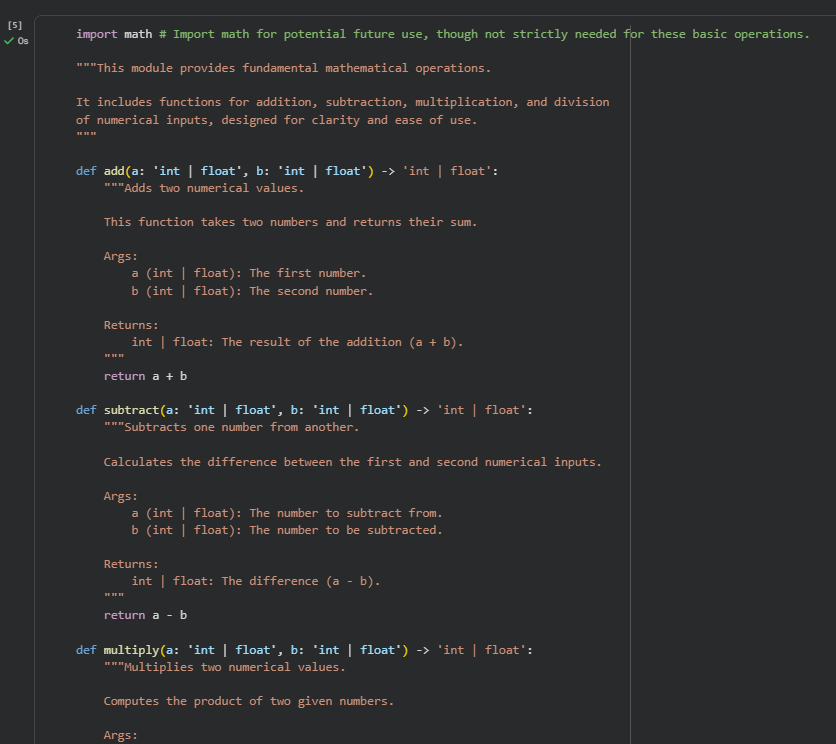 [5]
0s
import math # Import math for potential future use, though not strictly needed for these basic operations.
"""This module provides fundamental mathematical operations.
It includes functions for addition, subtraction, multiplication, and division
of numerical inputs, designed for clarity and ease of use.
"""
def add(a: 'int | float', b: 'int | float') -> 'int | float':
    """Adds two numerical values.
    This function takes two numbers and returns their sum.
    Args:
        a (int | float): The first number.
        b (int | float): The second number.
    Returns:
        int | float: The result of the addition (a + b).
    """
    return a + b
def subtract(a: 'int | float', b: 'int | float') -> 'int | float':
    """Subtracts one number from another.
    Calculates the difference between the first and second numerical inputs.
    Args:
        a (int | float): The number to subtract from.
        b (int | float): The number to be subtracted.
    Returns:
        int | float: The difference (a - b).
    """
    return a - b
def multiply(a: 'int | float', b: 'int | float') -> 'int | float':
    """Multiplies two numerical values.
    Computes the product of two given numbers.
    Args: